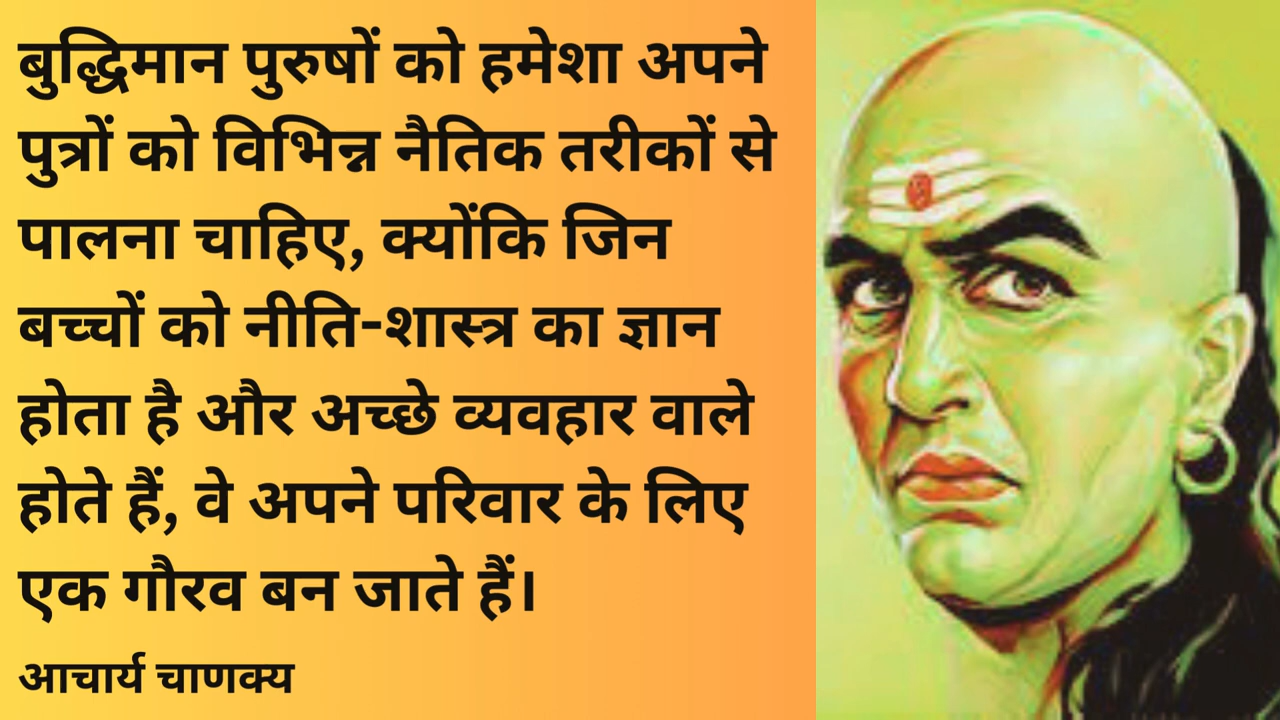 बुद्धिमान पुरुषों को हमेशा अपने
पुत्रों को विभिन्न नैतिक तरीकों से
पालना चाहिए, क्योंकि जिन
बच्चों को नीति-शास्त्र का ज्ञान
होता है और अच्छे व्यवहार वाले
होते हैं, वे अपने परिवार के लिए
एक गौरव बन जाते हैं।
आचार्य चाणक्य